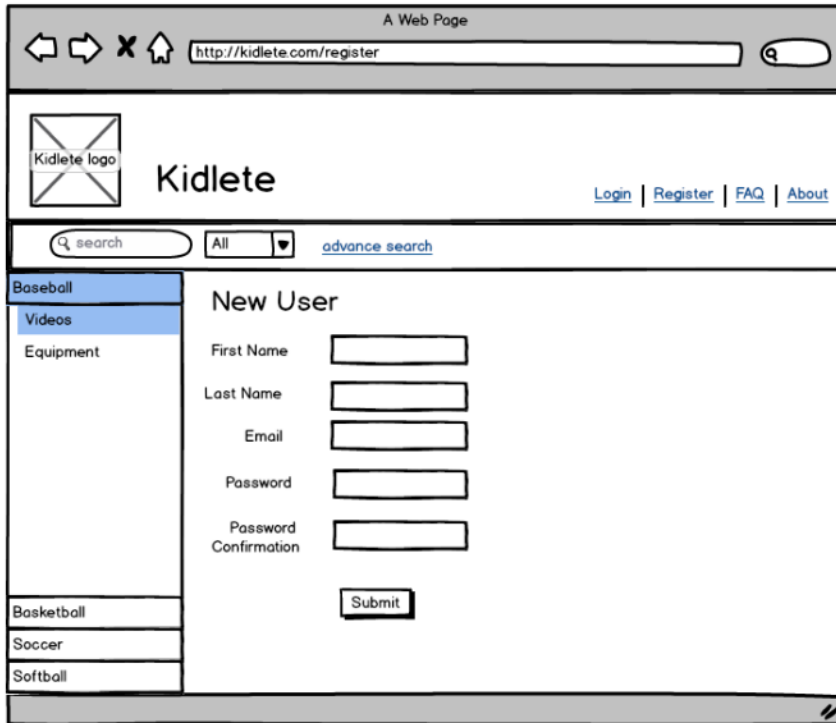 A Web Page
http://kidlete.com/register
Kidlete logo
Kidlete
Login | Register | FAQ | About
search All advance search
Baseball
Videos
Equipment
Basketball
Soccer
Softball
New User
First Name
Last Name
Email
Password
Password
Confirmation
Submit